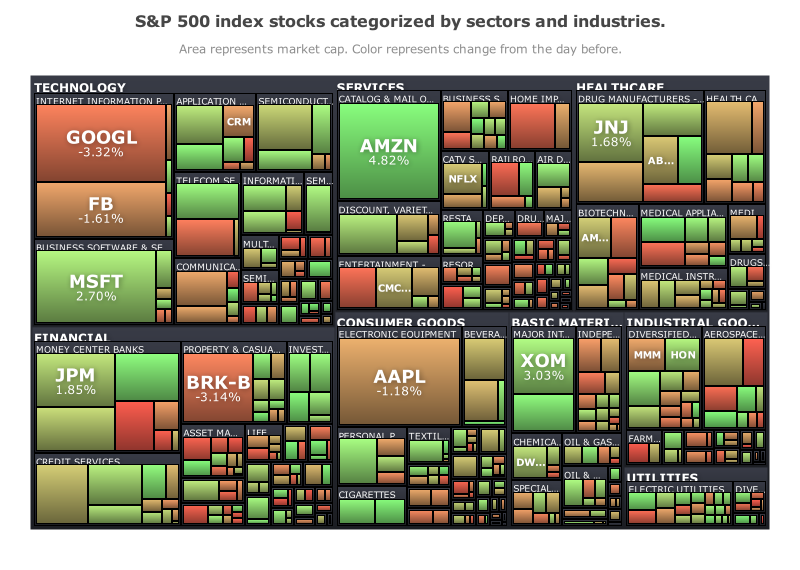 S&P 500 index stocks categorized by sectors and industries.
Area represents market cap. Color represents change from the day before.
TECHNOLOGY
INTERNET INFORMATION P...
GOOGL
-3.32%
FB
-1.61%
APPLICATION ...
CRM
SEMICONDUCT...
TELECOM SE...
INFORMATI...
SEM...
BUSINESS SOFTWARE & SE...
MSFT
2.70%
COMMUNICA...
MULT...
SEMI...
SERVICES
CATALOG & MAIL O...
AMZN
4.82%
BUSINESS S...
HOME IMP...
CATV S...
NFLX
RAILRO...
AIR D...
DISCOUNT, VARIET...
RESTA...
DEP...
DRU...
MAJ...
ENTERTAINMENT - ...
CMC...
RESOR...
HEALTHCARE
DRUG MANUFACTURERS -...
JNJ
1.68%
AB...
HEALTH CA...
BIOTECHN...
AM...
MEDICAL APPLIA...
MEDI...
MEDICAL INSTR...
DRUGS...
FINANCIAL
MONEY CENTER BANKS
JPM
1.85%
PROPERTY & CASUA...
BRK-B
-3.14%
INVEST...
CREDIT SERVICES
ASSET MA...
LIFE ...
CONSUMER GOODS
ELECTRONIC EQUIPMENT
AAPL
-1.18%
BEVERA...
PERSONAL P...
TEXTIL...
CIGARETTES
BASIC MATERI...
MAJOR INT...
XOM
3.03%
INDEPE...
CHEMICA...
DW...
OIL & GAS...
SPECIAL...
OIL & ...
INDUSTRIAL GOO...
DIVERSIFIED...
MMM
HON
AEROSPACE...
FARM...
UTILITIES
ELECTRIC UTILITIES
DIVE...